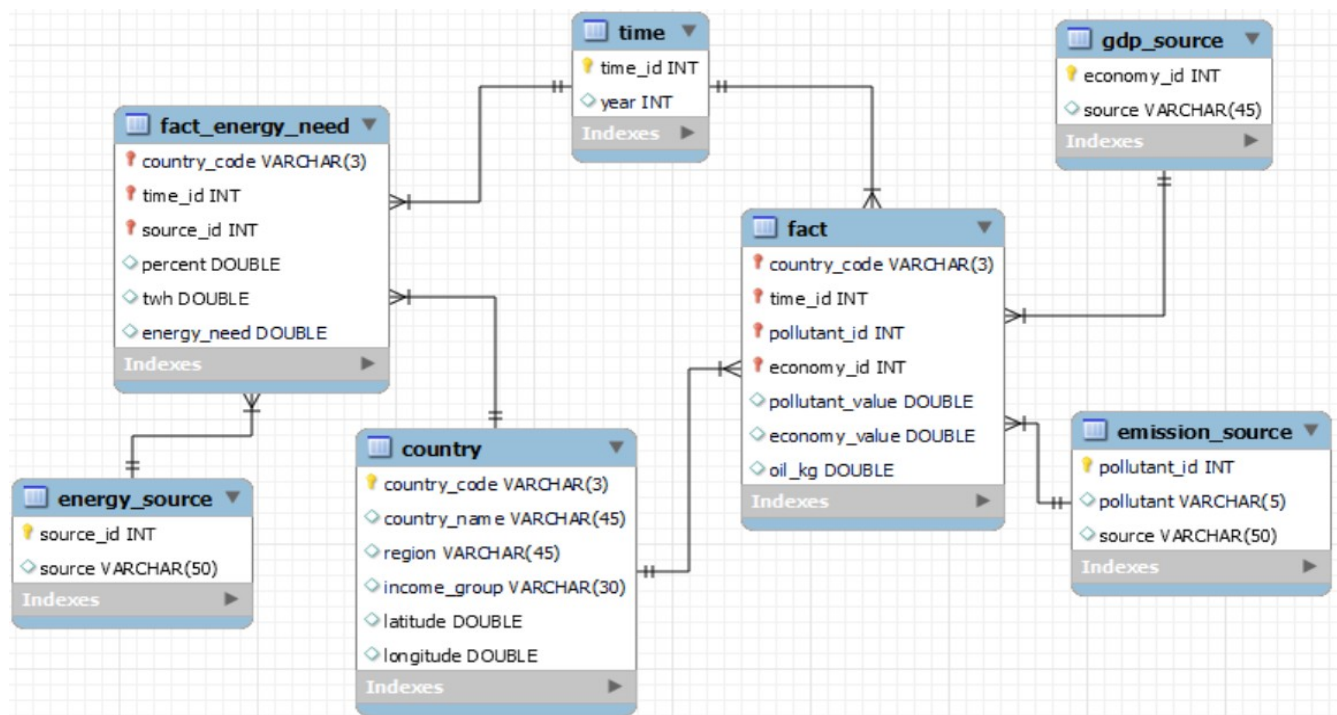 time
time_id INT
year INT
Indexes
gdp_source
economy_id INT
source VARCHAR(45)
Indexes
fact_energy_need
country_code VARCHAR(3)
time_id INT
source_id INT
percent DOUBLE
twh DOUBLE
energy_need DOUBLE
Indexes
fact
country_code VARCHAR(3)
time_id INT
pollutant_id INT
economy_id INT
pollutant_value DOUBLE
economy_value DOUBLE
oil_kg DOUBLE
Indexes
emission_source
pollutant_id INT
pollutant VARCHAR(5)
source VARCHAR(50)
Indexes
country
country_code VARCHAR(3)
country_name VARCHAR(45)
region VARCHAR(45)
income_group VARCHAR(30)
latitude DOUBLE
longitude DOUBLE
Indexes
energy_source
source_id INT
source VARCHAR(50)
Indexes